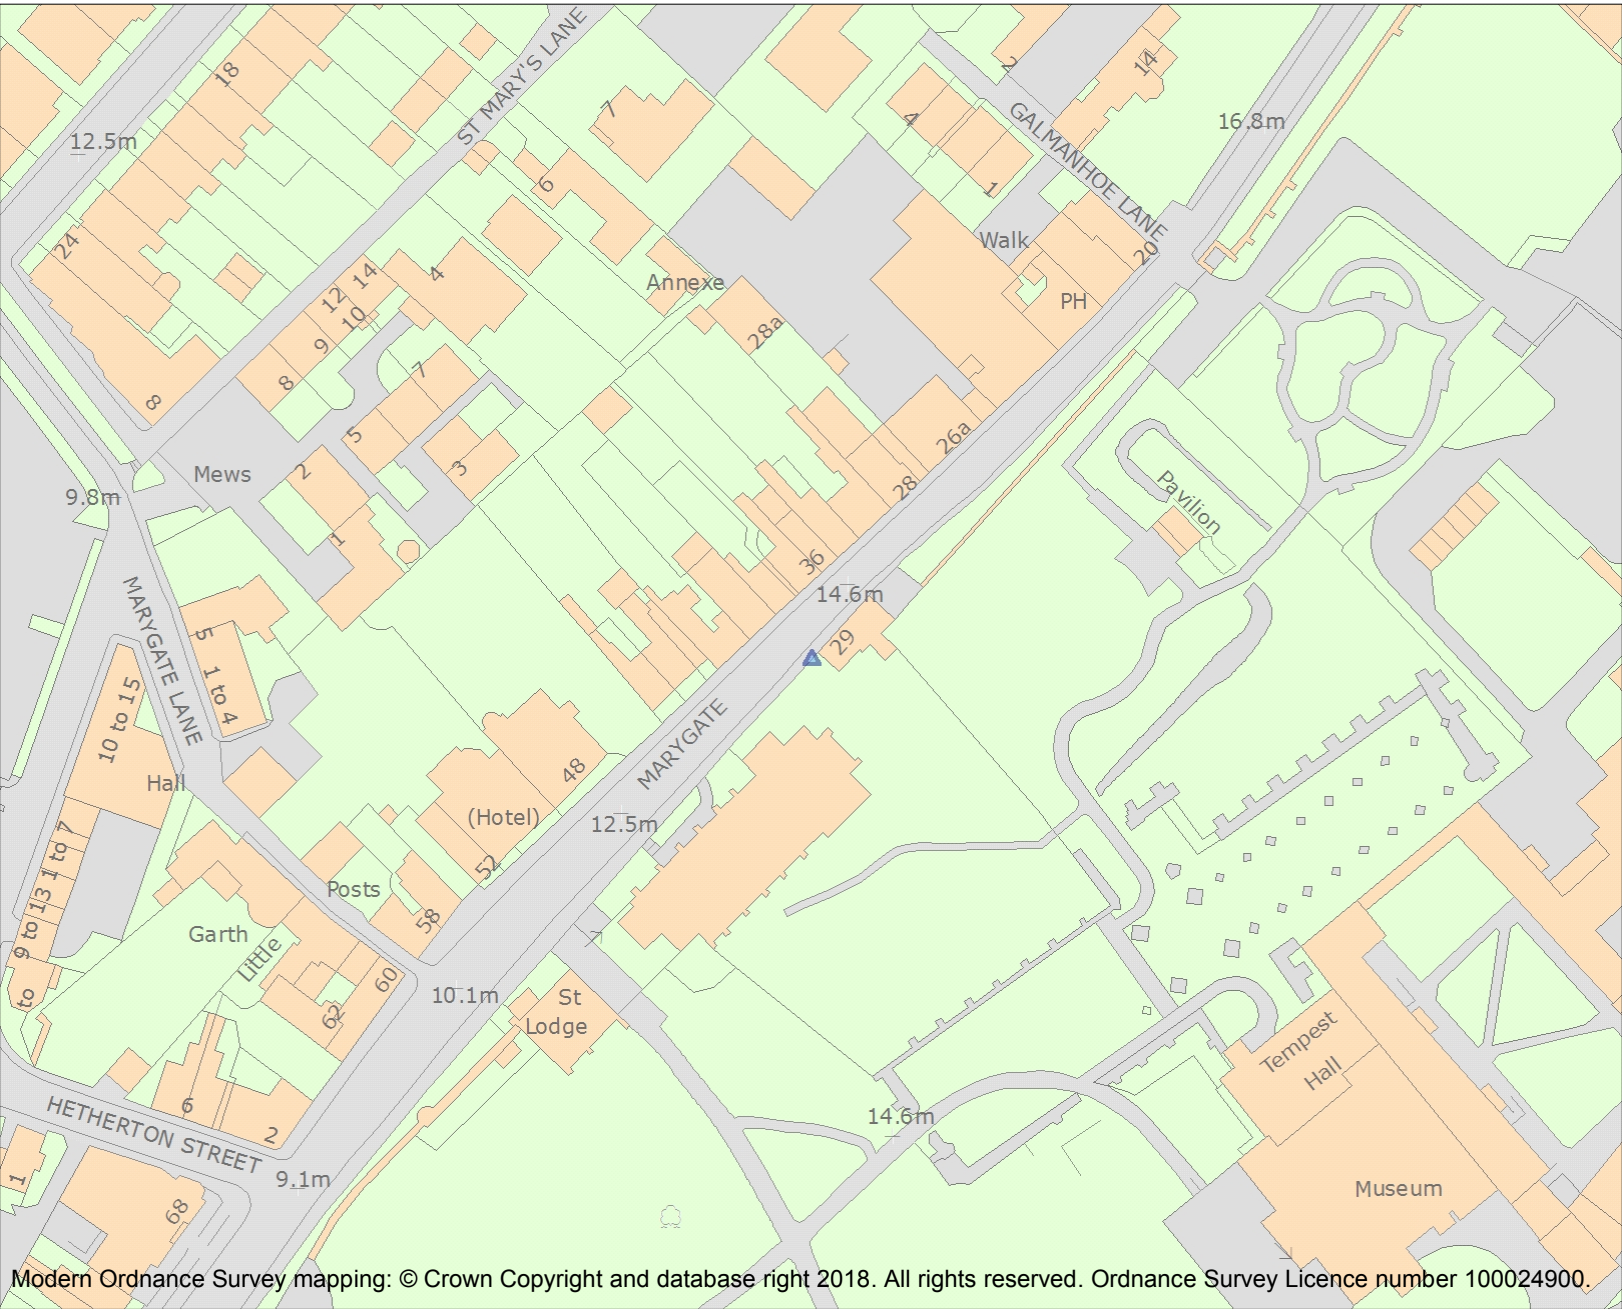 ST MARY'S LANE
18
12.5m
7
2
14
GALMANHOE LANE
16.8m
4
1
6
24
Walk
20
4
14
12
10
Annexe
PH
28a
9
8
7
8
5
26a
2
Mews
3
28
Pavilion
9.8m
1
36
14.6m
MARYGATE LANE
5
29
1 to 4
10 to 15
MARYGATE
Hall
48
(Hotel)
12.5m
1 to 7
52
Posts
9 to 13
58
Garth
Little
60
10.1m
St
Lodge
to
62
Tempest
Hall
6
HETHERTON STREET
2
14.6m
9.1m
1
68
Museum
Modern Ordnance Survey mapping: © Crown Copyright and database right 2018. All rights reserved. Ordnance Survey Licence number 100024900.